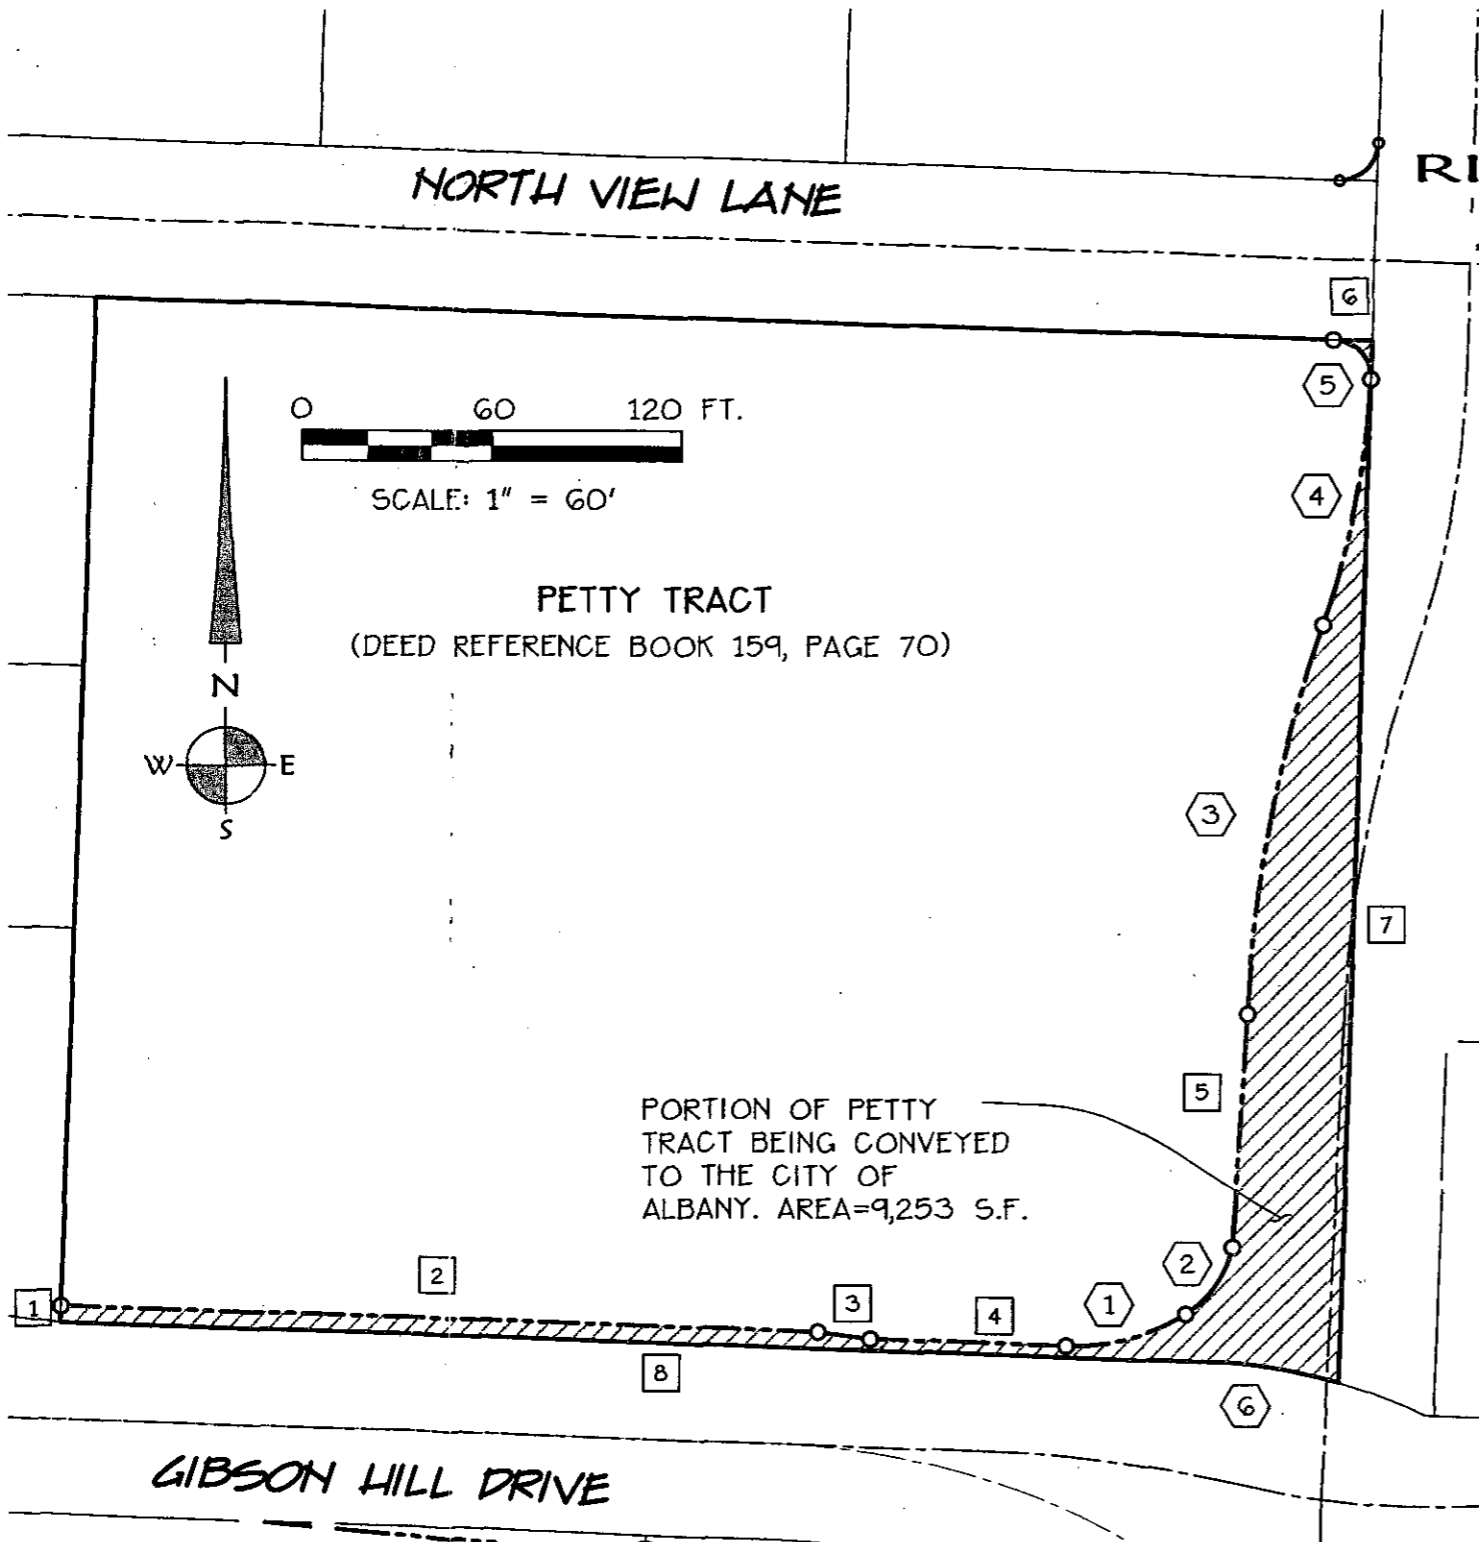 NORTH VIEW LANE
RI
6
0 60 120 FT.
SCALE: 1" = 60'
5
4
PETTY TRACT
(DEED REFERENCE BOOK 159, PAGE 70)
N
W E
S
3
7
5
PORTION OF PETTY
TRACT BEING CONVEYED
TO THE CITY OF
ALBANY. AREA=9,253 S.F.
2
2
1
3
4
1
8
6
GIBSON HILL DRIVE